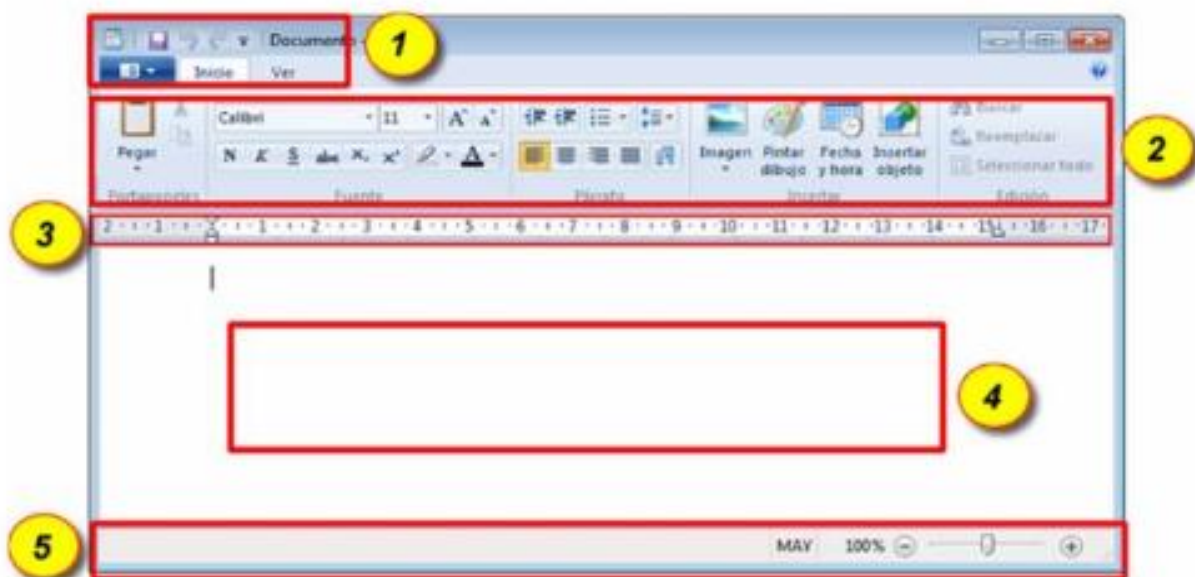 Documento -
1
Inicio Ver
Calibri 11 A A
Buscar
Pegar
Reemplazar
N K S abc X₂ x² A
Imagen Pintar dibujo Fecha y hora Insertar objeto
Seleccionar todo
2
Portapapeles Fuente Párrafo Insertar Edición
3
2 1 1 2 3 4 5 6 7 8 9 10 11 12 13 14 15 16 17
4
5
MAY 100%